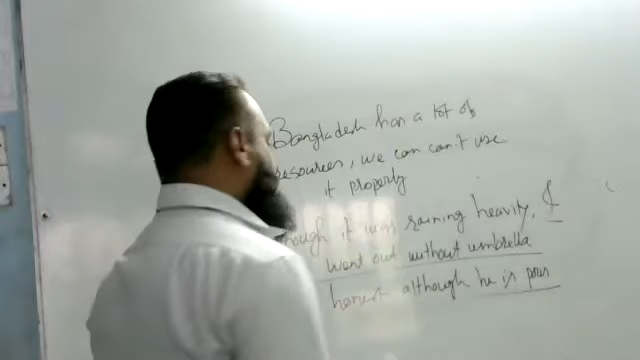 Bangladesh has a lot of
resources, we can can't use
it properly
though it was raining heavity, I
went out without umbrella
honest although he is poor